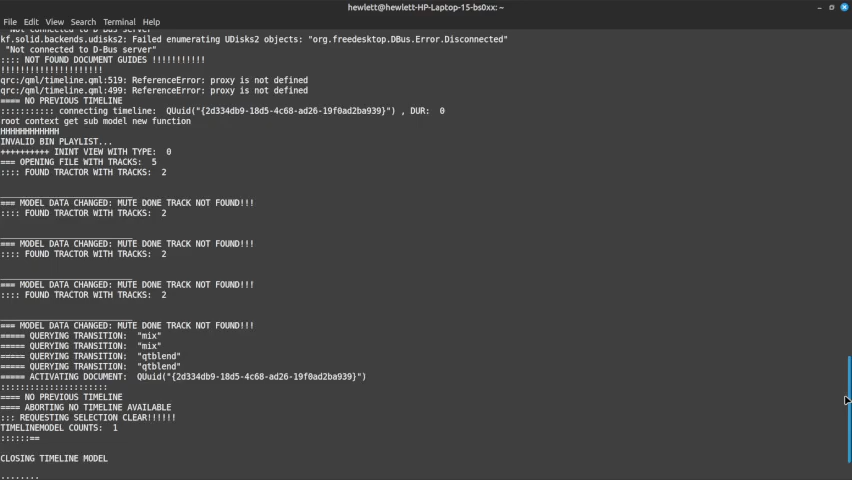 hewlett@hewlett-HP-Laptop-15-bs0xx: ~
File Edit View Search Terminal Help
"Not connected to D-Bus server"
kf.solid.backends.udisks2: Failed enumerating UDisks2 objects: "org.freedesktop.DBus.Error.Disconnected"
"Not connected to D-Bus server"
:::: NOT FOUND DOCUMENT GUIDES !!!!!!!!!!!
!!!!!!!!!!!!!!!!!!!!!
qrc:/qml/timeline.qml:519: ReferenceError: proxy is not defined
qrc:/qml/timeline.qml:499: ReferenceError: proxy is not defined
==== NO PREVIOUS TIMELINE
::::::::::: connecting timeline: QUuid("{2d334db9-18d5-4c68-ad26-19f0ad2ba939}") , DUR: 0
root context get sub model new function
HHHHHHHHHHHH
INVALID BIN PLAYLIST...
++++++++++ ININT VIEW WITH TYPE: 0
=== OPENING FILE WITH TRACKS: 5
:::: FOUND TRACTOR WITH TRACKS: 2
___________________________
=== MODEL DATA CHANGED: MUTE DONE TRACK NOT FOUND!!!
:::: FOUND TRACTOR WITH TRACKS: 2
___________________________
=== MODEL DATA CHANGED: MUTE DONE TRACK NOT FOUND!!!
:::: FOUND TRACTOR WITH TRACKS: 2
___________________________
=== MODEL DATA CHANGED: MUTE DONE TRACK NOT FOUND!!!
:::: FOUND TRACTOR WITH TRACKS: 2
___________________________
=== MODEL DATA CHANGED: MUTE DONE TRACK NOT FOUND!!!
===== QUERYING TRANSITION: "mix"
===== QUERYING TRANSITION: "mix"
===== QUERYING TRANSITION: "qtblend"
===== QUERYING TRANSITION: "qtblend"
===== ACTIVATING DOCUMENT: QUuid("{2d334db9-18d5-4c68-ad26-19f0ad2ba939}")
::::::::::::::::::::::
==== NO PREVIOUS TIMELINE
==== ABORTING NO TIMELINE AVAILABLE
::: REQUESTING SELECTION CLEAR!!!!!!
TIMELINEMODEL COUNTS: 1
::::::==
CLOSING TIMELINE MODEL